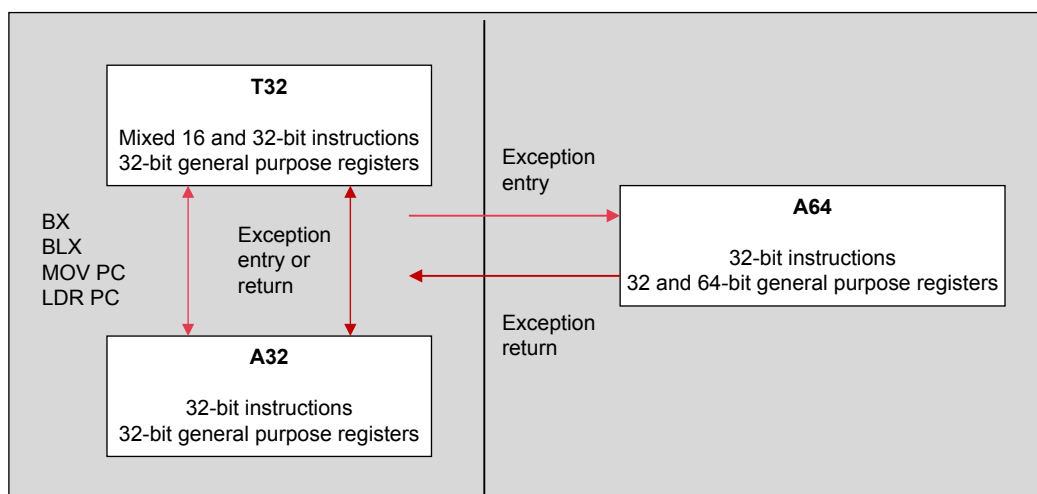 T32
Mixed 16 and 32-bit instructions
32-bit general purpose registers
BX
BLX
MOV PC
LDR PC
Exception
entry or
return
A32
32-bit instructions
32-bit general purpose registers
Exception
entry
Exception
return
A64
32-bit instructions
32 and 64-bit general purpose registers